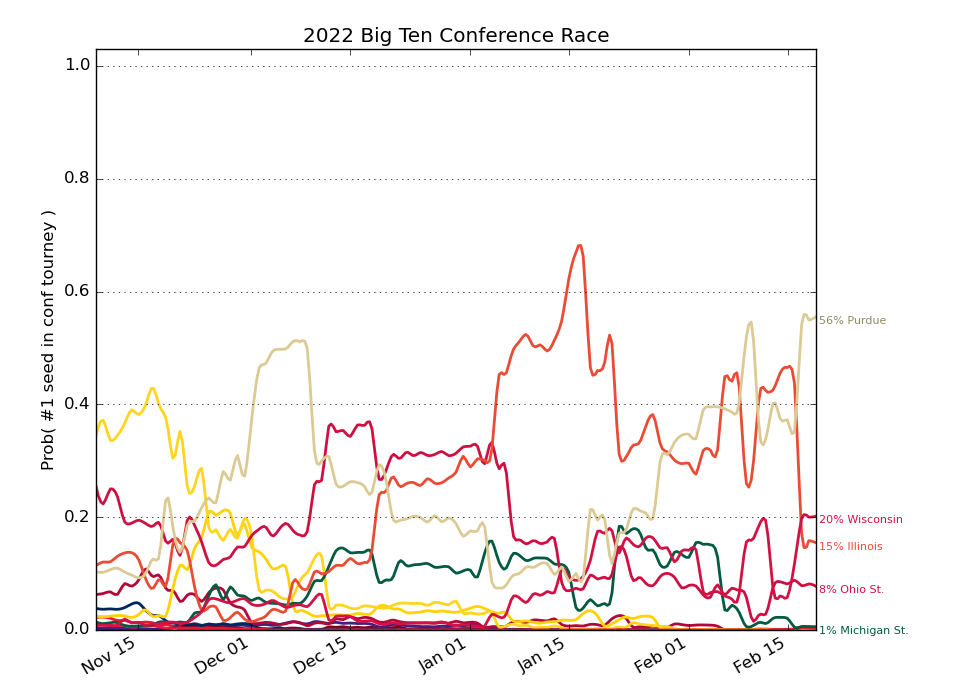 2022 Big Ten Conference Race
Prob( #1 seed in conf tourney )
1.0
0.8
0.6
0.4
0.2
0.0
Nov 15
Dec 01
Dec 15
Jan 01
Jan 15
Feb 01
Feb 15
56% Purdue
20% Wisconsin
15% Illinois
8% Ohio St.
1% Michigan St.